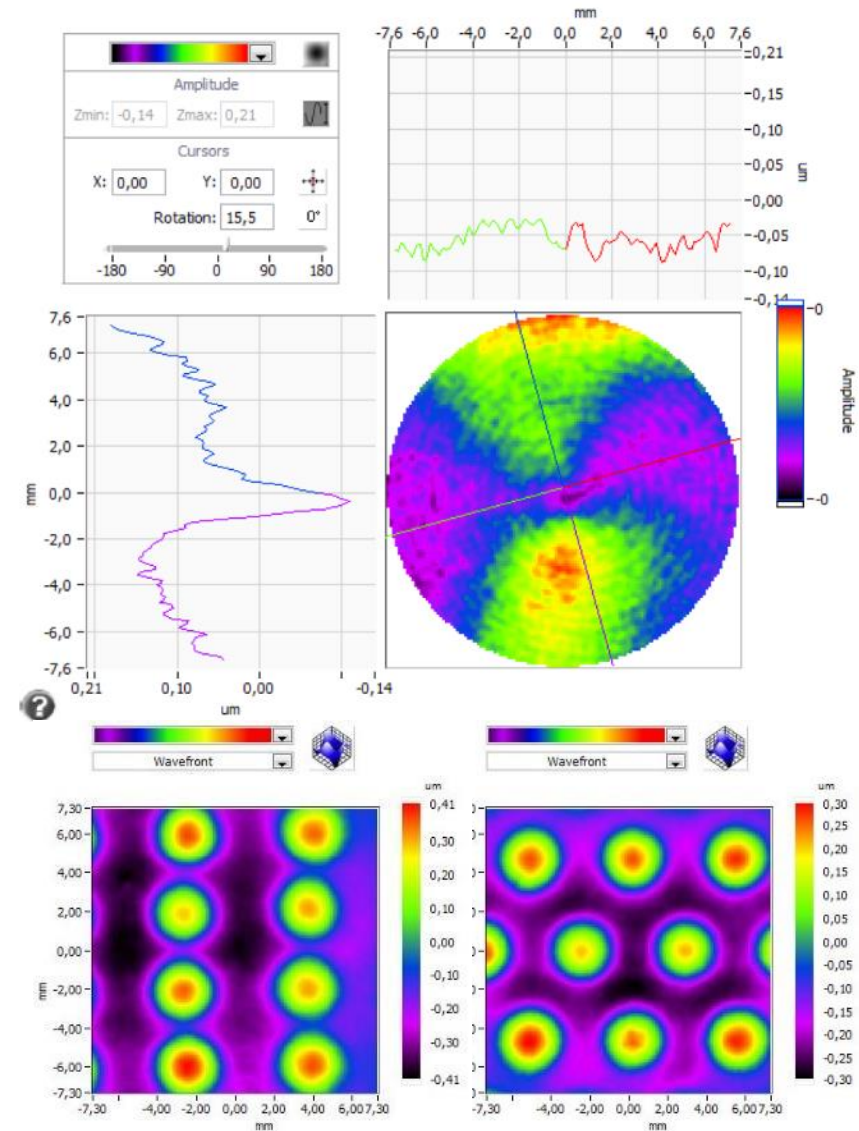 Amplitude
Zmin: -0,14 Zmax: 0,21
Cursors
X: 0,00 Y: 0,00
Rotation: 15,5 0°
-180 -90 0 90 180
mm
-7,6 -6,0 -4,0 -2,0 0,0 2,0 4,0 6,0 7,6
0,21
-0,15
-0,10
-0,05
-0,00
-0,05
-0,10
-0,14
um
7,6
6,0
4,0
2,0
0,0
-2,0
-4,0
-6,0
-7,6
mm
0,21 0,10 0,00 -0,14
um
-0
-0
Amplitude
?
Wavefront
um
7,30
6,00
4,00
2,00
0,00
-2,00
-4,00
-6,00
-7,30
mm
-7,30 -4,00 -2,00 0,00 2,00 4,00 6,00 7,30
mm
0,41
0,30
0,20
0,10
0,00
-0,10
-0,20
-0,30
-0,41
Wavefront
um
-7,30 -4,00 -2,00 0,00 2,00 4,00 7,30
mm
0,30
0,25
0,20
0,15
0,10
0,05
0,00
-0,05
-0,10
-0,15
-0,20
-0,25
-0,30